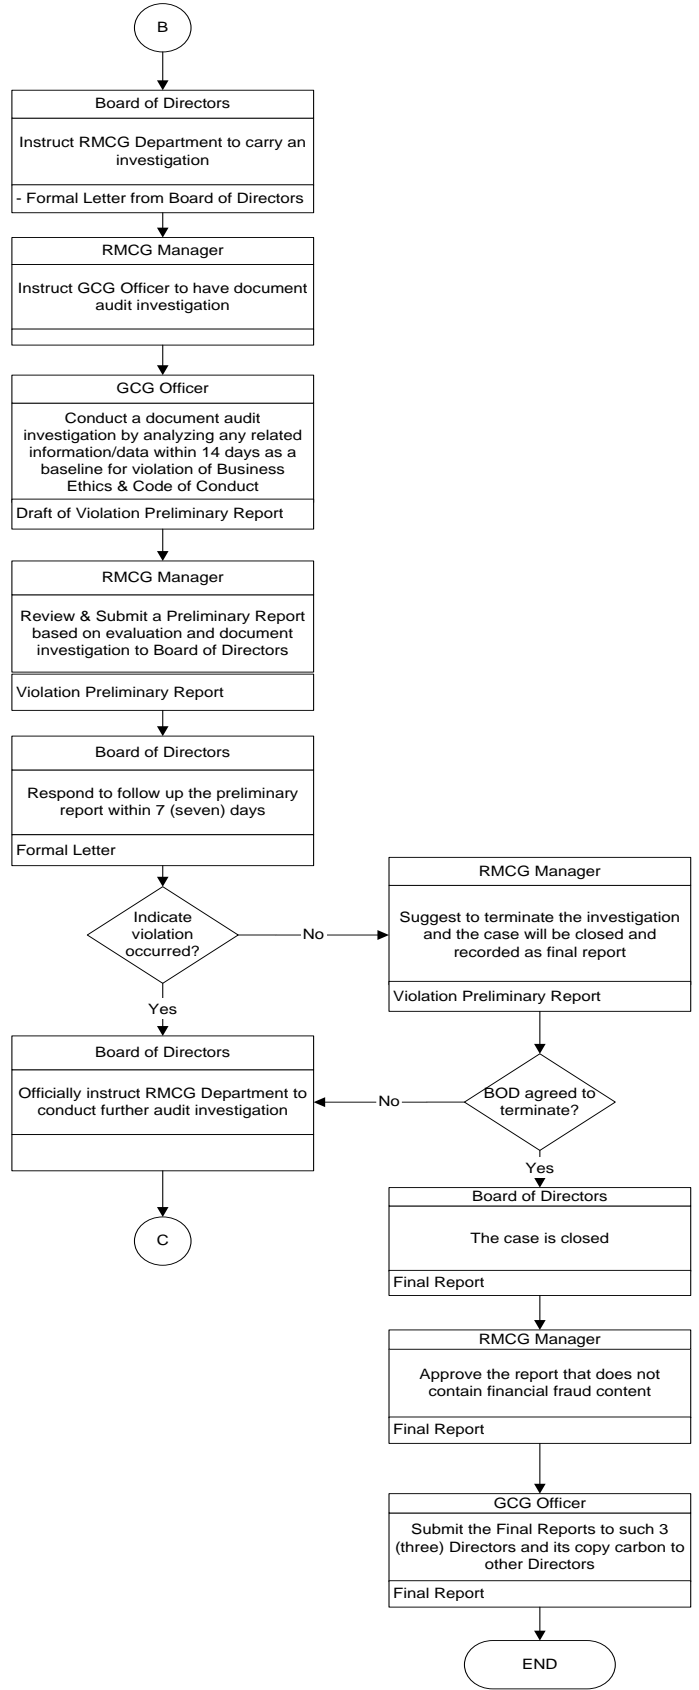 B
Board of Directors
Instruct RMCG Department to carry an
investigation
- Formal Letter from Board of Directors
RMCG Manager
Instruct GCG Officer to have document
audit investigation
GCG Officer
Conduct a document audit
investigation by analyzing any related
information/data within 14 days as a
baseline for violation of Business
Ethics & Code of Conduct
Draft of Violation Preliminary Report
RMCG Manager
Review & Submit a Preliminary Report
based on evaluation and document
investigation to Board of Directors
Violation Preliminary Report
Board of Directors
Respond to follow up the preliminary
report within 7 (seven) days
Formal Letter
Indicate
violation
occurred?
No
RMCG Manager
Suggest to terminate the investigation
and the case will be closed and
recorded as final report
Violation Preliminary Report
Yes
Board of Directors
Officially instruct RMCG Department to
conduct further audit investigation
No
BOD agreed to
terminate?
C
Yes
Board of Directors
The case is closed
Final Report
RMCG Manager
Approve the report that does not
contain financial fraud content
Final Report
GCG Officer
Submit the Final Reports to such 3
(three) Directors and its copy carbon to
other Directors
Final Report
END